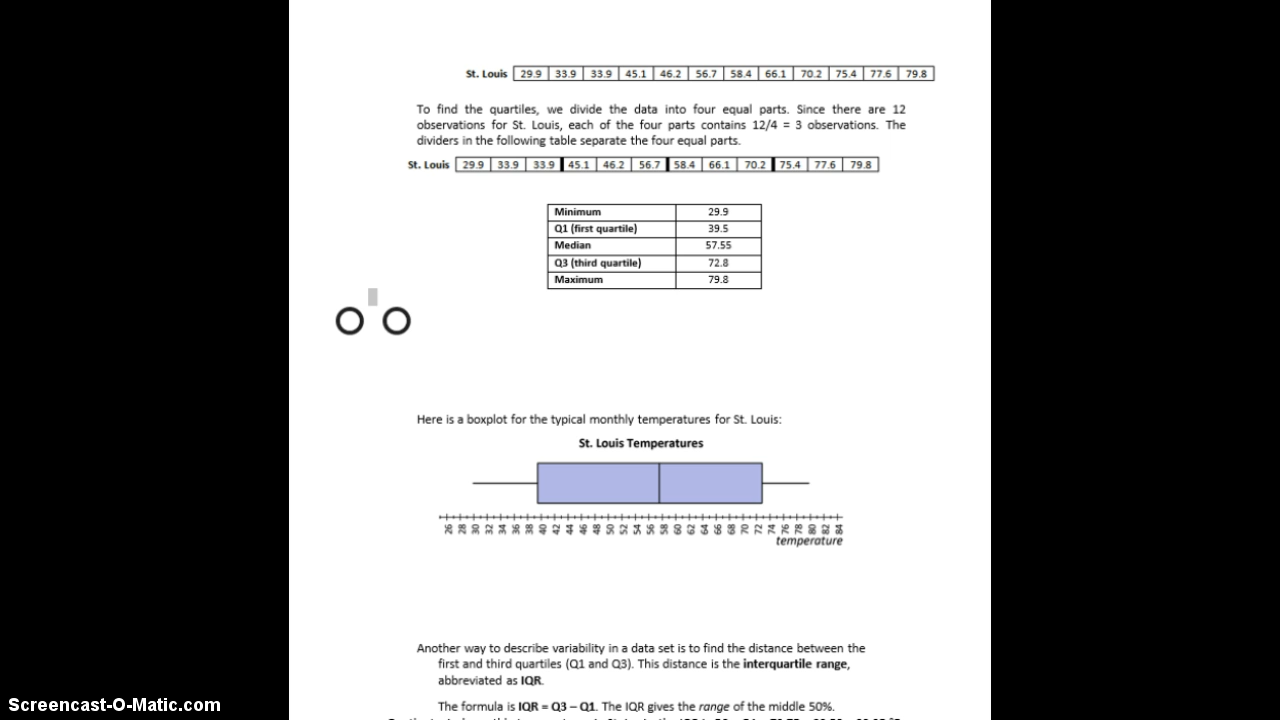 St. Louis 29.9 33.9 33.9 45.1 46.2 56.7 58.4 66.1 70.2 75.4 77.6 79.8
To find the quartiles, we divide the data into four equal parts. Since there are 12
observations for St. Louis, each of the four parts contains 12/4 = 3 observations. The
dividers in the following table separate the four equal parts.
St. Louis 29.9 33.9 33.9 45.1 46.2 56.7 58.4 66.1 70.2 75.4 77.6 79.8
Minimum 29.9
Q1 (first quartile) 39.5
Median 57.55
Q3 (third quartile) 72.8
Maximum 79.8
Here is a boxplot for the typical monthly temperatures for St. Louis:
St. Louis Temperatures
26 28 30 32 34 36 38 40 42 44 46 48 50 52 54 56 58 60 62 64 66 68 70 72 74 76 78 80 82 84
temperature
Another way to describe variability in a data set is to find the distance between the
first and third quartiles (Q1 and Q3). This distance is the interquartile range,
abbreviated as IQR.
The formula is IQR = Q3 – Q1. The IQR gives the range of the middle 50%.
Screencast-O-Matic.com